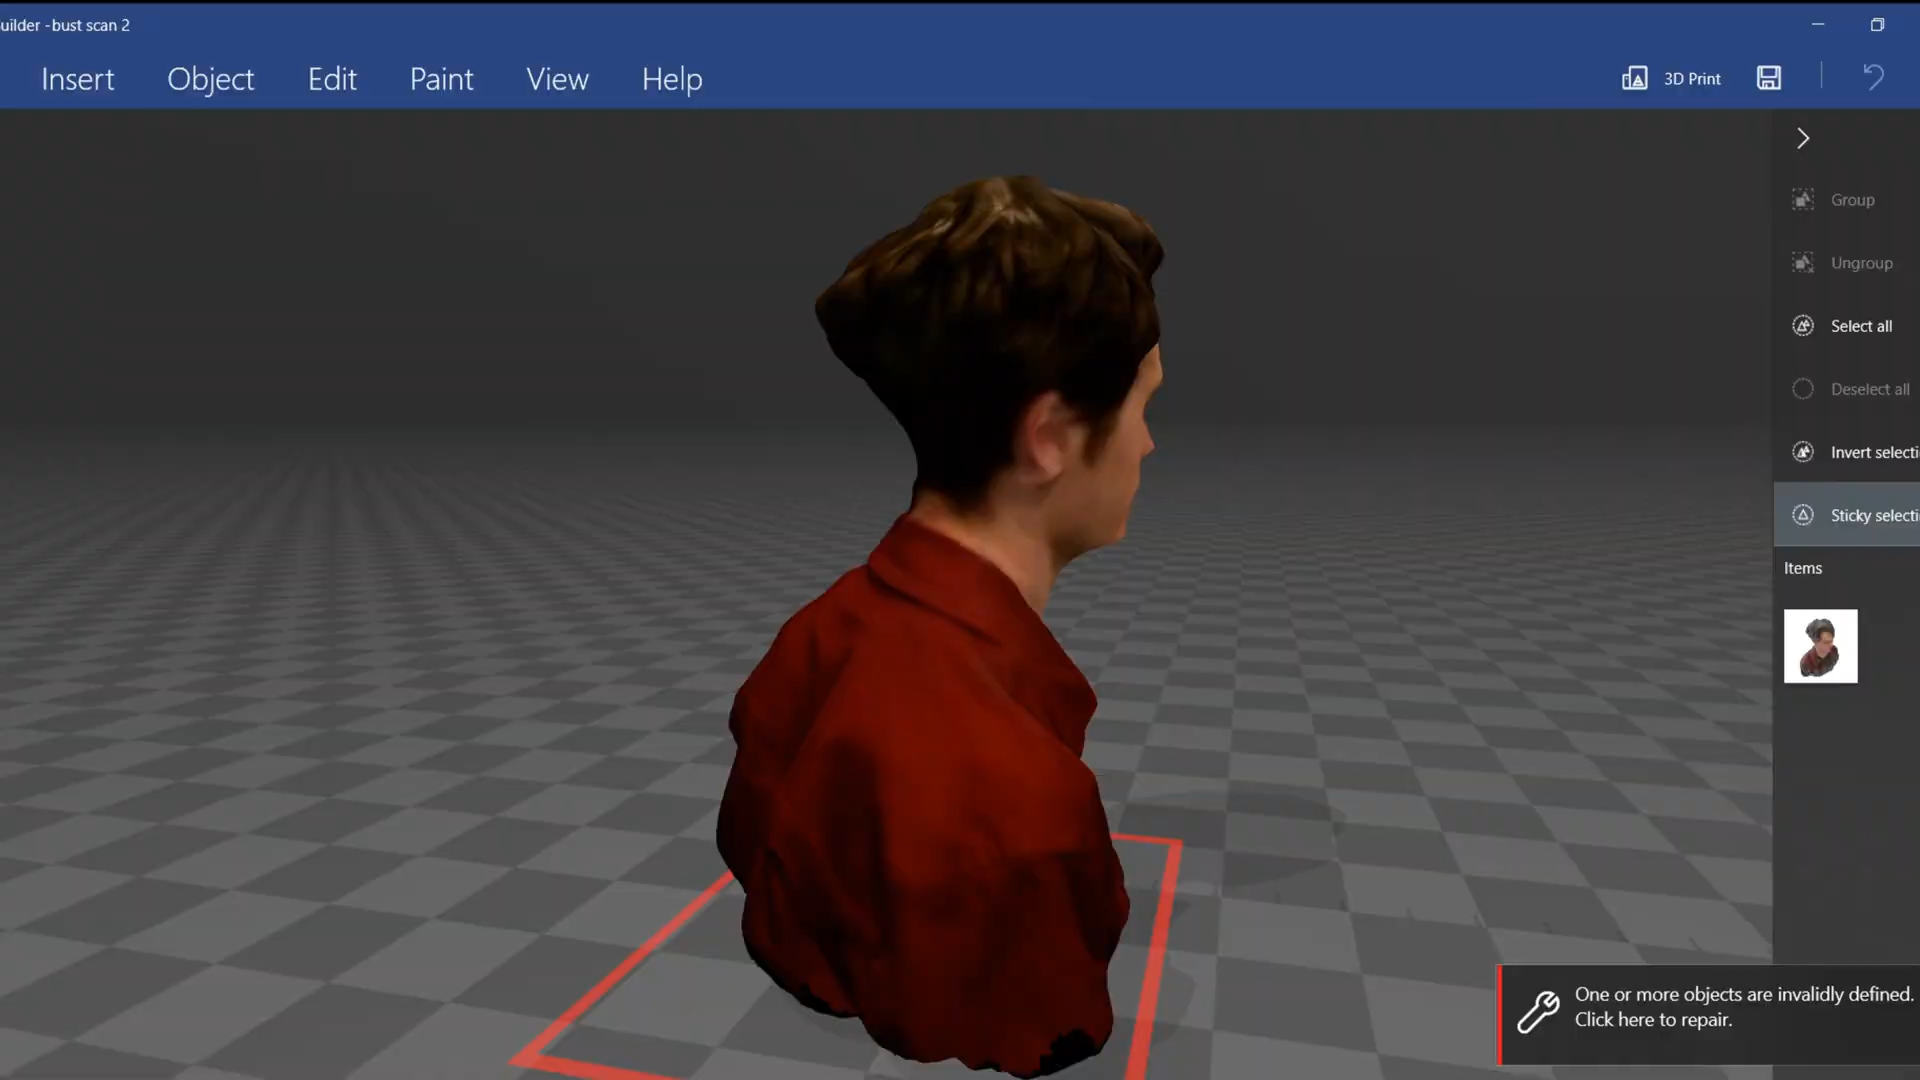 uilder -bust scan 2
Insert Object Edit Paint View Help
3D Print
Group
Ungroup
Select all
Deselect all
Invert selecti
Sticky selecti
Items
One or more objects are invalidly defined.
Click here to repair.